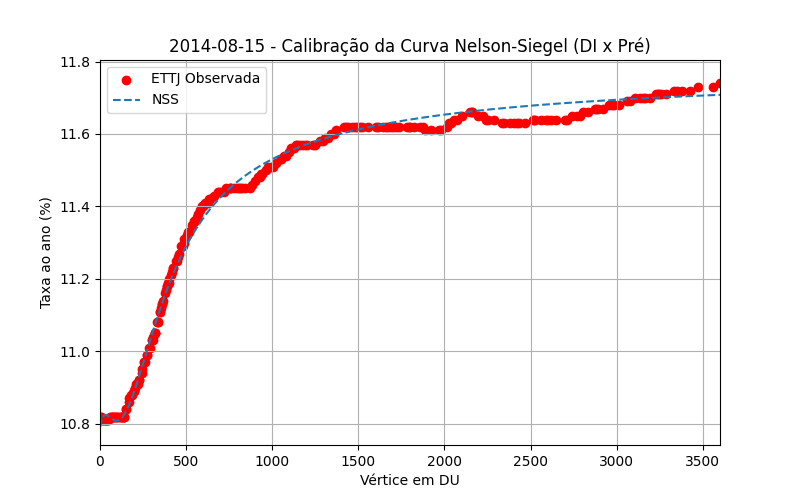 2014-08-15 - Calibração da Curva Nelson-Siegel (DI x Pré)
ETTJ Observada
NSS
Taxa ao ano (%)
11.8
11.6
11.4
11.2
11.0
10.8
0 500 1000 1500 2000 2500 3000 3500
Vértice em DU